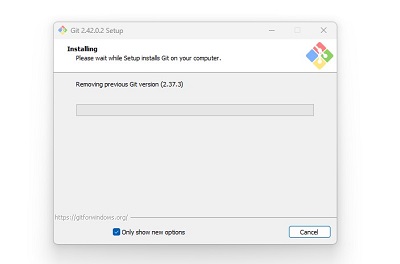 Git 2.42.0.2 Setup
Installing
Please wait while Setup installs Git on your computer.
Removing previous Git version (2.37.3)
https://gitforwindows.org/
Only show new options
Cancel